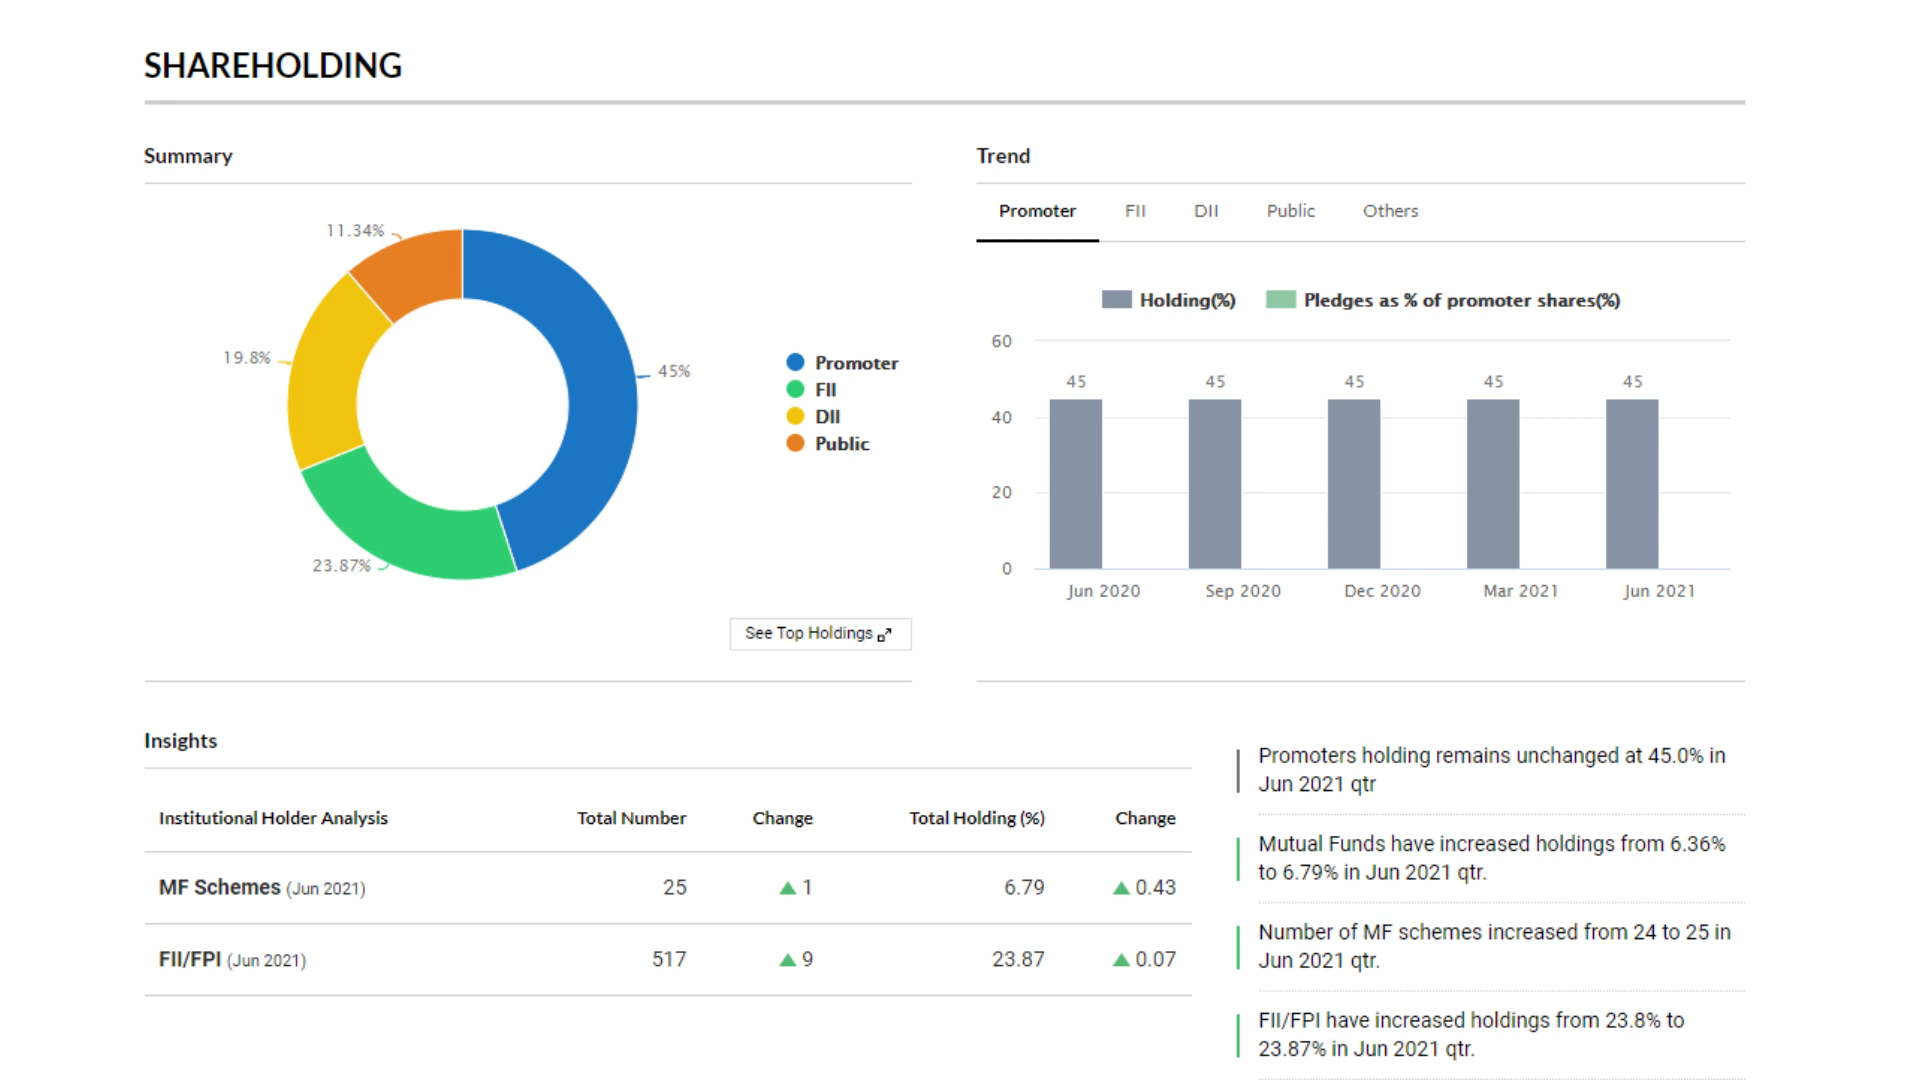 SHAREHOLDING
Summary
11.34%
19.8%
45%
23.87%
Promoter
FII
DII
Public
See Top Holdings
Trend
Promoter FII DII Public Others
Holding(%) Pledges as % of promoter shares(%)
60
40
20
0
45 45 45 45 45
Jun 2020 Sep 2020 Dec 2020 Mar 2021 Jun 2021
Insights
Institutional Holder Analysis Total Number Change Total Holding (%) Change
MF Schemes (Jun 2021) 25 ▲ 1 6.79 ▲ 0.43
FII/FPI (Jun 2021) 517 ▲ 9 23.87 ▲ 0.07
Promoters holding remains unchanged at 45.0% in
Jun 2021 qtr
Mutual Funds have increased holdings from 6.36%
to 6.79% in Jun 2021 qtr.
Number of MF schemes increased from 24 to 25 in
Jun 2021 qtr.
FII/FPI have increased holdings from 23.8% to
23.87% in Jun 2021 qtr.